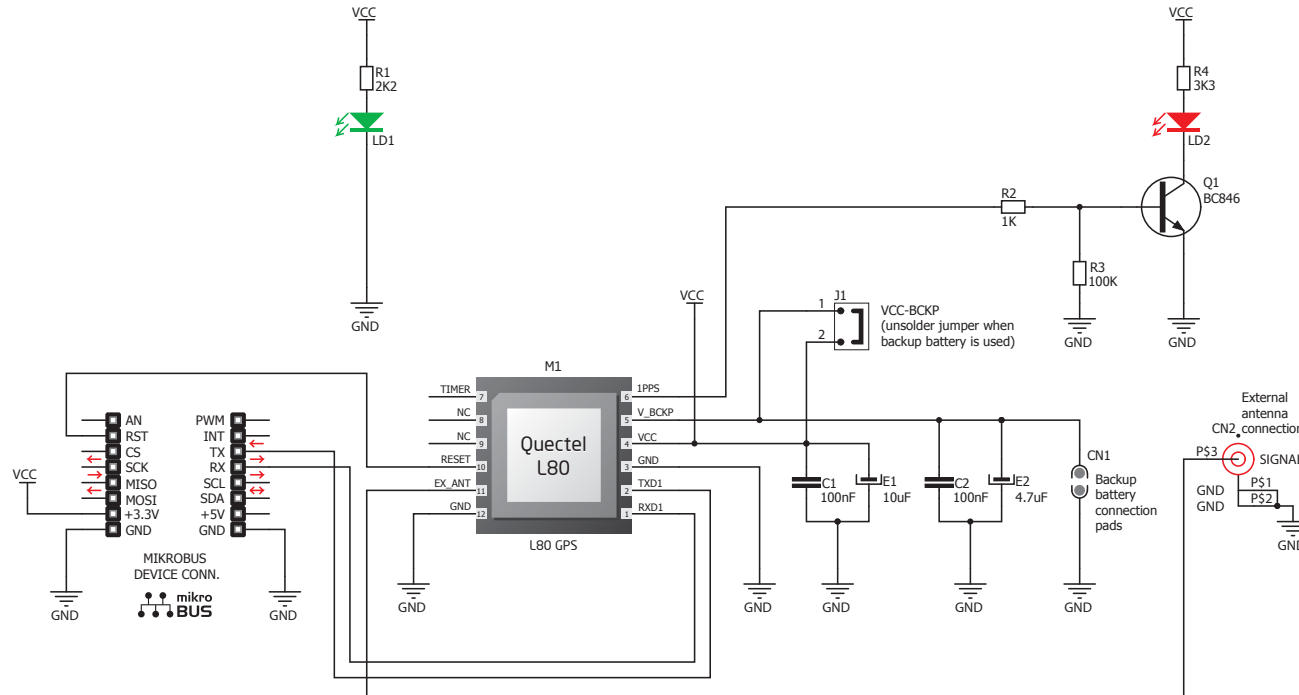 VCC
R1
2K2
LD1
GND
VCC
R4
3K3
LD2
Q1
BC846
R2
1K
R3
100K
GND
GND
VCC
J1
1
2
VCC-BCKP
(unsolder jumper when
backup battery is used)
M1
TIMER 7
NC 8
NC 9
RESET 10
EX_ANT 11
GND 12
Quectel
L80
6 1PPS
5 V_BCKP
4 VCC
3 GND
2 TXD1
1 RXD1
L80 GPS
AN
RST
CS
SCK
MISO
MOSI
+3.3V
GND
PWM
INT
TX
RX
SCL
SDA
+5V
GND
VCC
MIKROBUS
DEVICE CONN.
mikro
BUS
GND
GND
GND
GND
C1
100nF
E1
10uF
GND
C2
100nF
E2
4.7uF
GND
CN1
Backup
battery
connection
pads
GND
External
antenna
connection
CN2
P$3
SIGNAL
GND
GND
P$1
P$2
GND